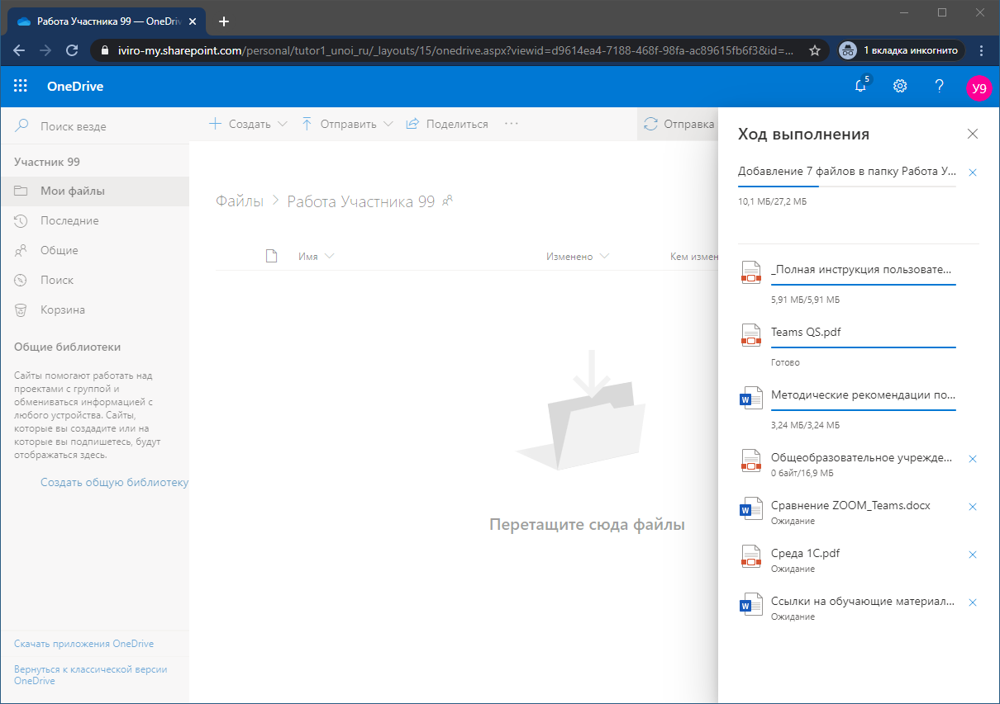 Работа Участника 99 — OneDriv
iviro-my.sharepoint.com/personal/tutor1_unoi_ru/_layouts/15/onedrive.aspx?viewid=d9614ea4-7188-468f-98fa-ac89615fb6f3&id=...
1 вкладка инкогнито
OneDrive
5
У9
Поиск везде
Создать
Отправить
Поделиться
Отправка
Участник 99
Мои файлы
Последние
Общие
Поиск
Корзина
Общие библиотеки
Сайты помогают работать над
проектами с группой и
обмениваться информацией с
любого устройства. Сайты,
которые вы создадите или на
которые вы подпишетесь, будут
отображаться здесь.
Создать общую библиотеку
Скачать приложения OneDrive
Вернуться к классической версии
OneDrive
Файлы > Работа Участника 99
Имя
Изменено
Кем измен
Перетащите сюда файлы
Ход выполнения
Добавление 7 файлов в папку Работа У...
10,1 МБ/27,2 МБ
_Полная инструкция пользовате...
5,91 МБ/5,91 МБ
Teams QS.pdf
Готово
Методические рекомендации по...
3,24 МБ/3,24 МБ
Общеобразовательное учрежде...
0 байт/16,9 МБ
Сравнение ZOOM_Teams.docx
Ожидание
Среда 1С.pdf
Ожидание
Ссылки на обучающие материал...
Ожидание